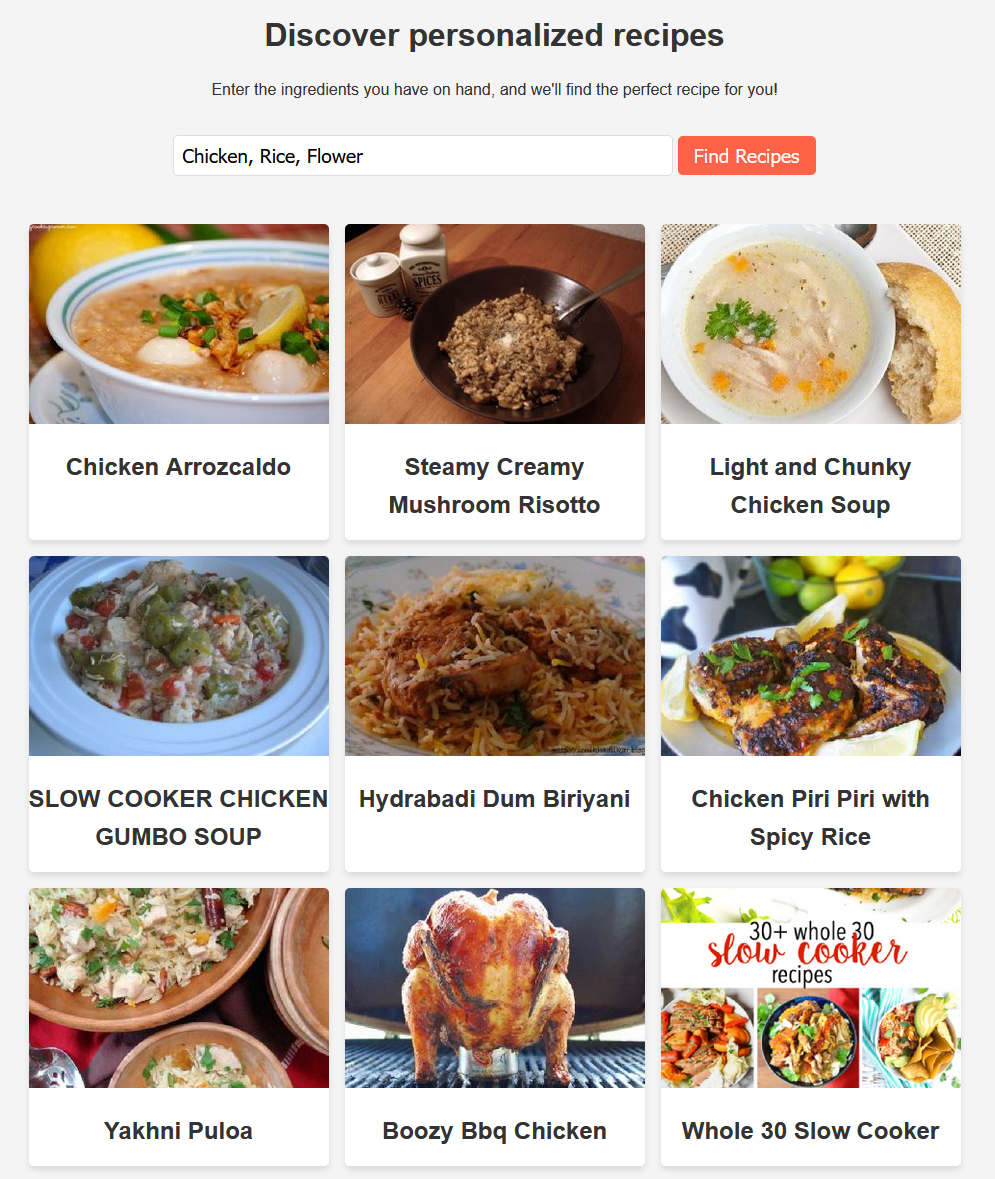 Discover personalized recipes
Enter the ingredients you have on hand, and we'll find the perfect recipe for you!
Chicken, Rice, Flower
Find Recipes
SPICES
Chicken Arrozcaldo
Steamy Creamy
Mushroom Risotto
Light and Chunky
Chicken Soup
SLOW COOKER CHICKEN
GUMBO SOUP
Hydrabadi Dum Biriyani
Chicken Piri Piri with
Spicy Rice
30+ whole 30
slow cooker
recipes
Yakhni Puloa
Boozy Bbq Chicken
Whole 30 Slow Cooker